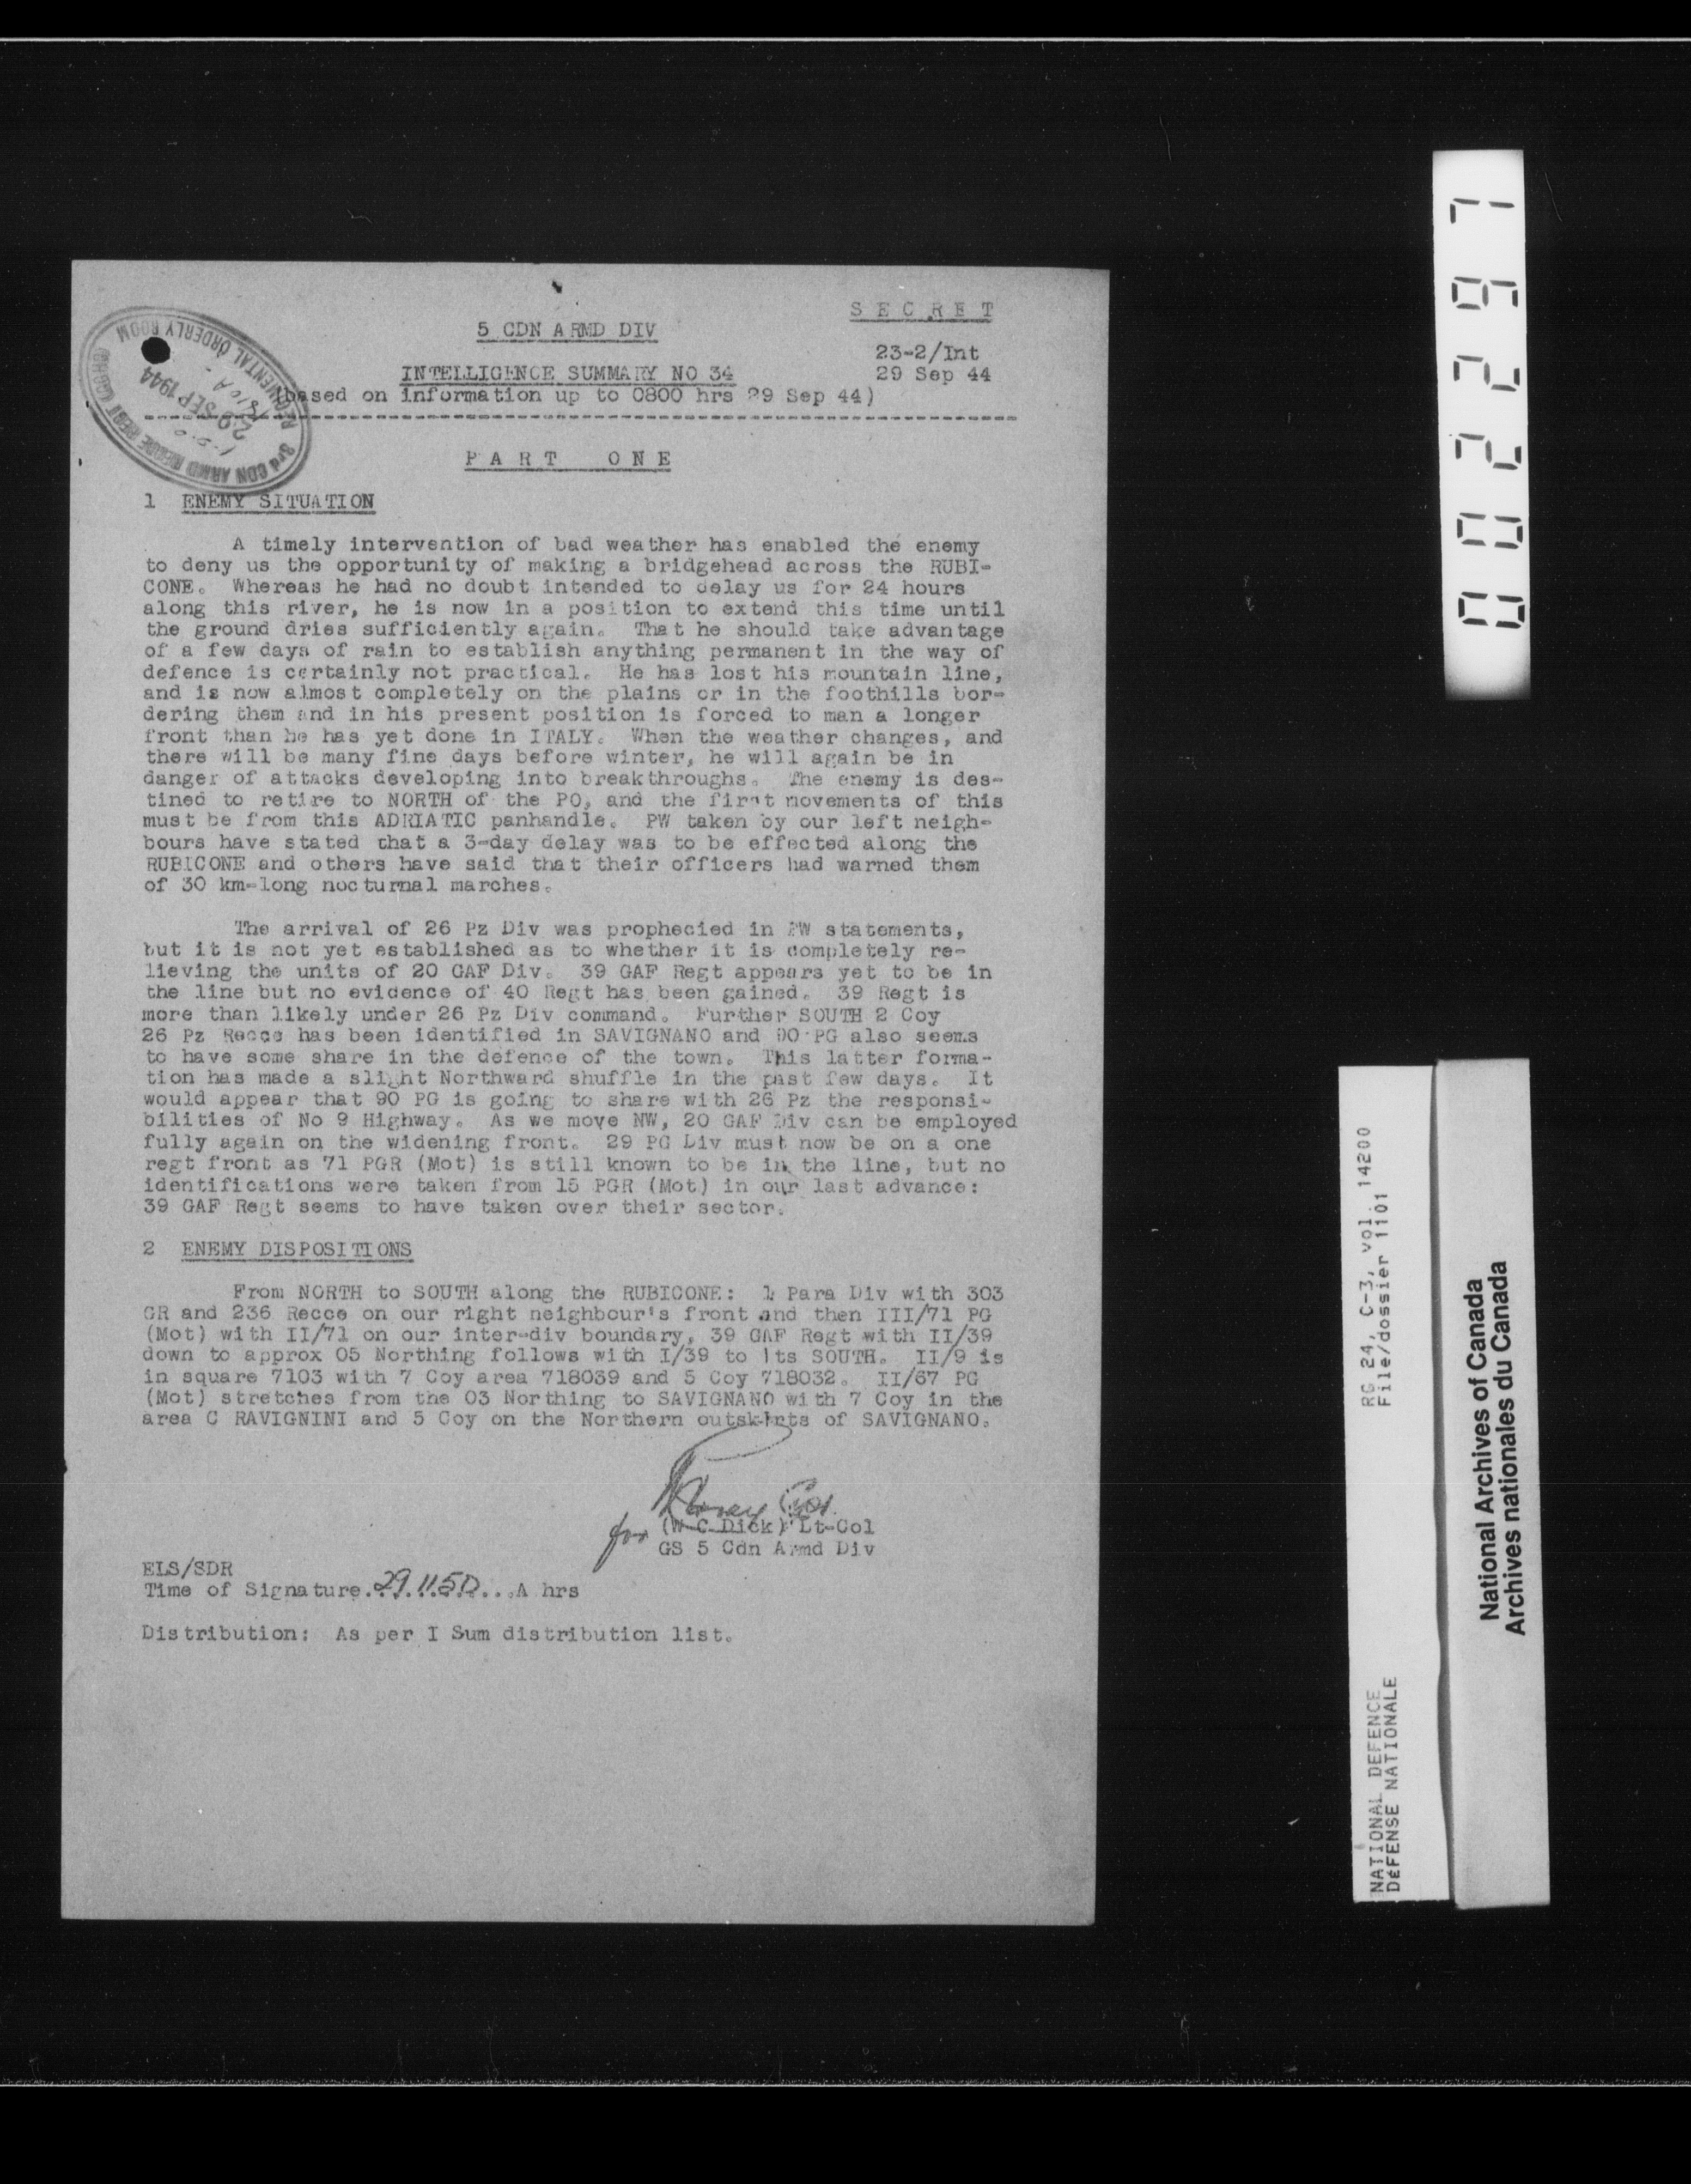 S E C R E T
5 CDN ARMD DIV
23-2/Int
INTELLIGENCE SUMMARY NO 34
29 Sep 44
(based on information up to 0800 hrs 29 Sep 44)
3rd CDN ARMD RECCE REGT (GHOC)
REGIMENTAL ORDERLY ROOM
29 SEP 1944
P A R T O N E
1 ENEMY SITUATION
A timely intervention of bad weather has enabled the enemy
to deny us the opportunity of making a bridgehead across the RUBI-
CONE. Whereas he had no doubt intended to delay us for 24 hours
along this river, he is now in a position to extend this time until
the ground dries sufficiently again. That he should take advantage
of a few days of rain to establish anything permanent in the way of
defence is certainly not practical. He has lost his mountain line,
and is now almost completely on the plains or in the foothills bor-
dering them and in his present position is forced to man a longer
front than he has yet done in ITALY. When the weather changes, and
there will be many fine days before winter, he will again be in
danger of attacks developing into breakthroughs. The enemy is des-
tined to retire to NORTH of the PO, and the first movements of this
must be from this ADRIATIC panhandle. PW taken by our left neigh-
bours have stated that a 3-day delay was to be effected along the
RUBICONE and others have said that their officers had warned them
of 30 km-long nocturnal marches.
The arrival of 26 Pz Div was prophecied in PW statements,
but it is not yet established as to whether it is completely re-
lieving the units of 20 GAF Div. 39 GAF Regt appears yet to be in
the line but no evidence of 40 Regt has been gained. 39 Regt is
more than likely under 26 Pz Div command. Further SOUTH 2 Coy
26 Pz Recce has been identified in SAVIGNANO and 90 PG also seems
to have some share in the defence of the town. This latter forma-
tion has made a slight Northward shuffle in the past few days. It
would appear that 90 PG is going to share with 26 Pz the responsi-
bilities of No 9 Highway. As we move NW, 20 GAF Div can be employed
fully again on the widening front. 29 PG Div must now be on a one
regt front as 71 PGR (Mot) is still known to be in the line, but no
identifications were taken from 15 PGR (Mot) in our last advance:
39 GAF Regt seems to have taken over their sector.
2 ENEMY DISPOSITIONS
From NORTH to SOUTH along the RUBICONE: 1 Para Div with 303
GR and 236 Recce on our right neighbour's front and then III/71 PG
(Mot) with II/71 on our inter-div boundary, 39 GAF Regt with II/39
down to approx 05 Northing follows with I/39 to its SOUTH. II/9 is
in square 7103 with 7 Coy area 718039 and 5 Coy 718032. II/67 PG
(Mot) stretches from the 03 Northing to SAVIGNANO with 7 Coy in the
area C RAVIGNINI and 5 Coy on the Northern outskirts of SAVIGNANO.
for (W C Dick) Lt-Col
GS 5 Cdn Armd Div
ELS/SDR
Time of Signature.29.1150...A hrs
Distribution: As per I Sum distribution list.
002297
RG 24, C-3, vol. 14200
File/dossier 1101
NATIONAL DEFENCE
DÉFENSE NATIONALE
National Archives of Canada
Archives nationales du Canada